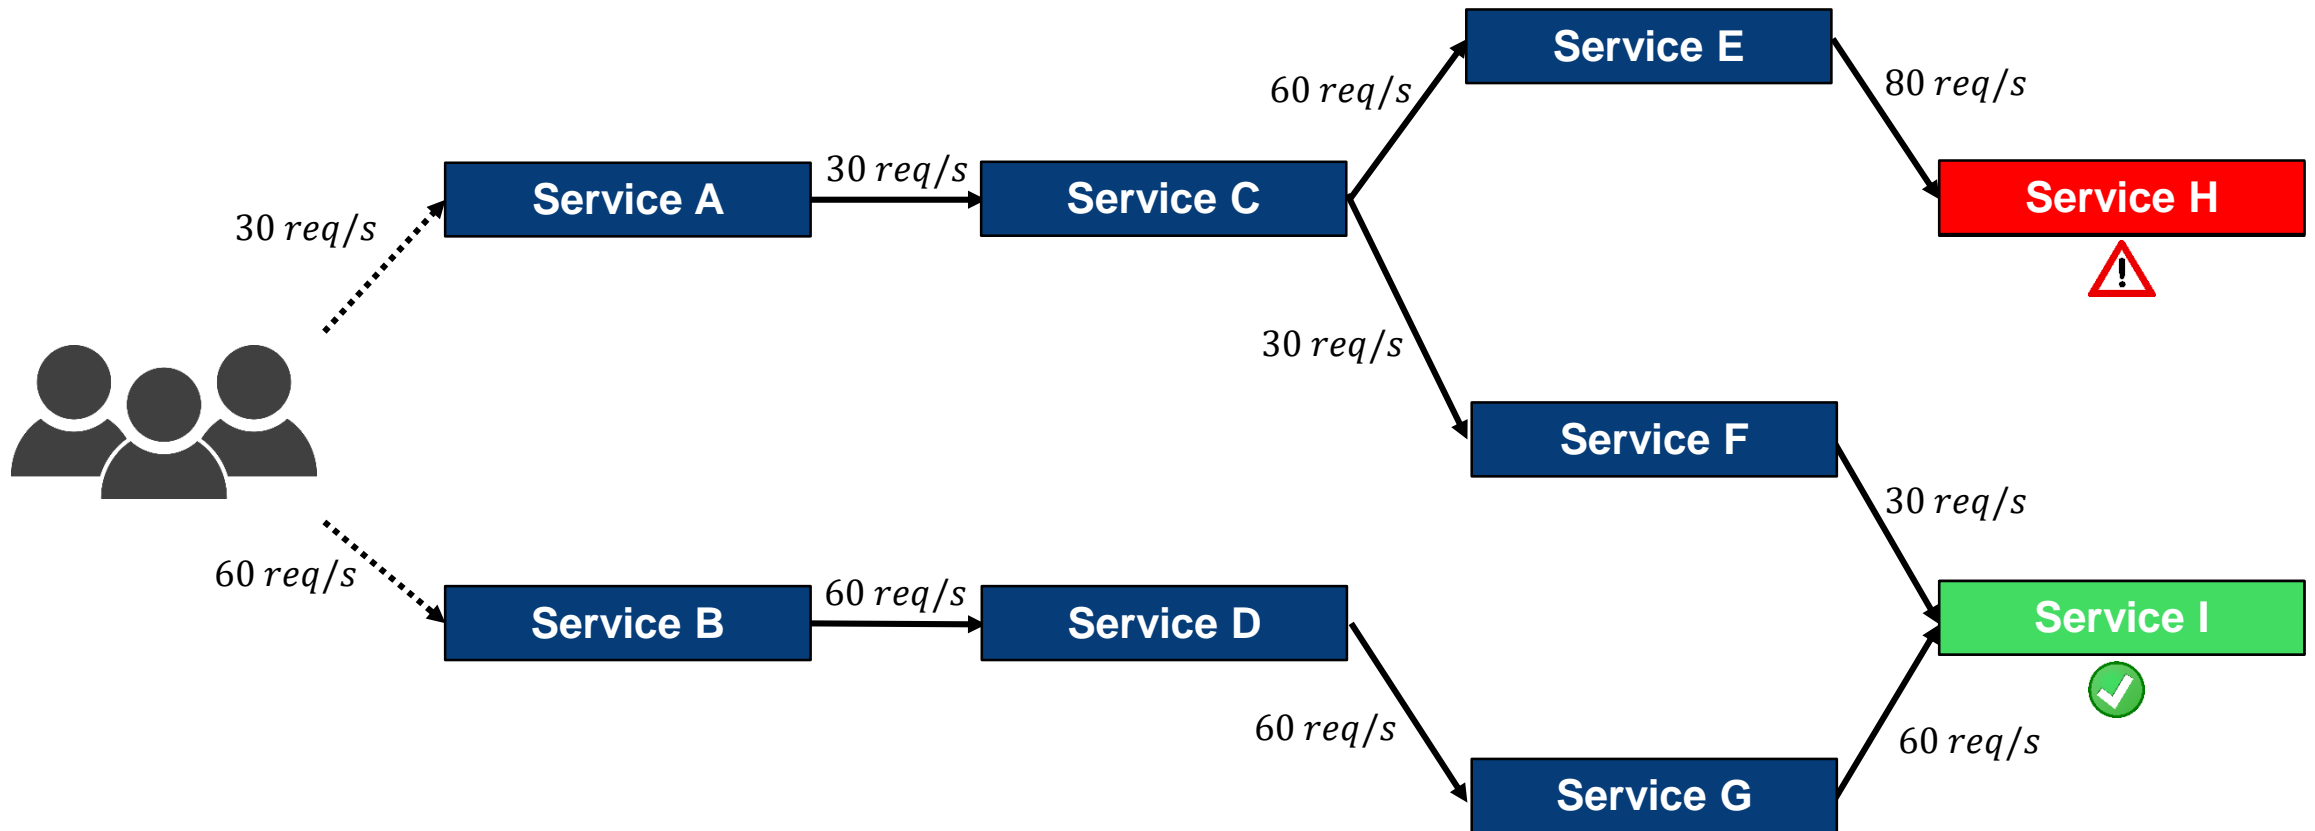 Service E
60 req/s
80 req/s
Service A
30 req/s
Service C
Service H
30 req/s
30 req/s
Service F
30 req/s
60 req/s
Service B
60 req/s
Service D
Service I
60 req/s
60 req/s
Service G